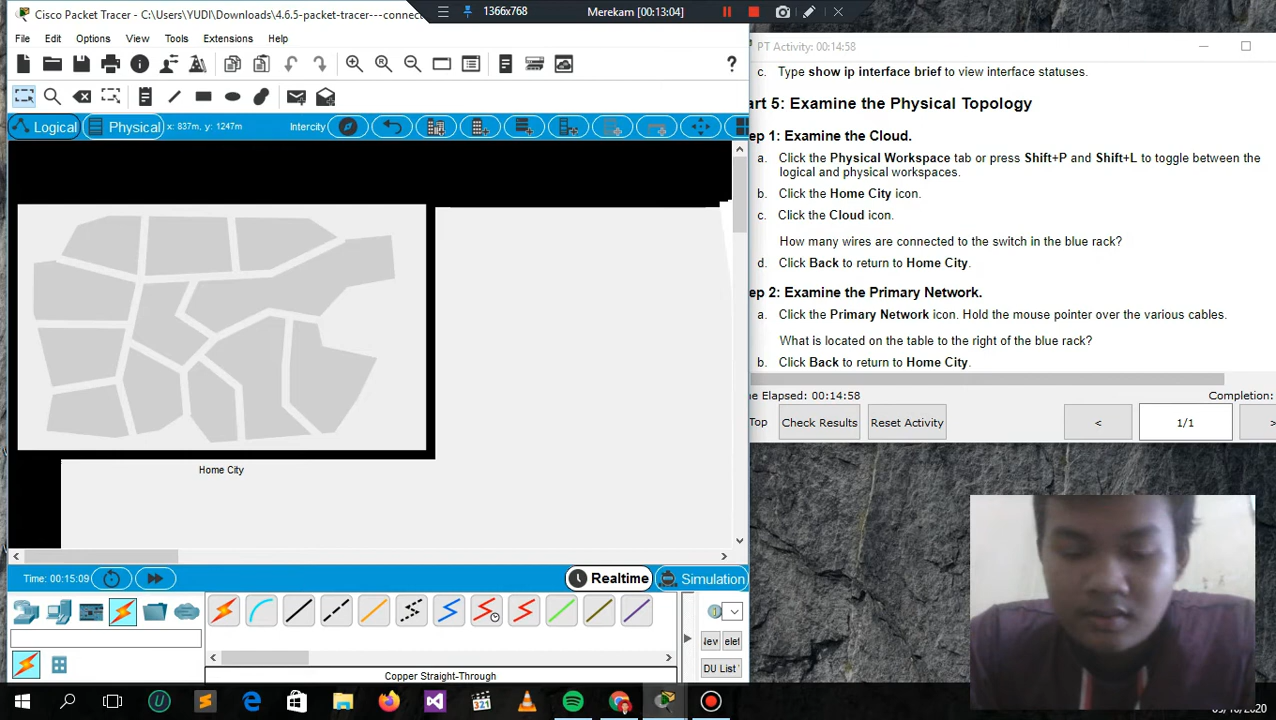 Cisco Packet Tracer - C:\Users\YUDI\Downloads\4.6.5-packet-tracer---connec
1366x768
Merekam [00:13:04]
File Edit Options View Tools Extensions Help
PT Activity: 00:14:58
c. Type show ip interface brief to view interface statuses.
art 5: Examine the Physical Topology
ep 1: Examine the Cloud.
a. Click the Physical Workspace tab or press Shift+P and Shift+L to toggle between the
logical and physical workspaces.
b. Click the Home City icon.
c. Click the Cloud icon.
How many wires are connected to the switch in the blue rack?
d. Click Back to return to Home City.
ep 2: Examine the Primary Network.
a. Click the Primary Network icon. Hold the mouse pointer over the various cables.
What is located on the table to the right of the blue rack?
b. Click Back to return to Home City.
ne Elapsed: 00:14:58
Completion:
Top
Check Results
Reset Activity
<
1/1
>
Logical
Physical
x: 837m, y: 1247m
Intercity
Home City
Time: 00:15:09
Realtime
Simulation
Copper Straight-Through
DU List
321
09/10/2020